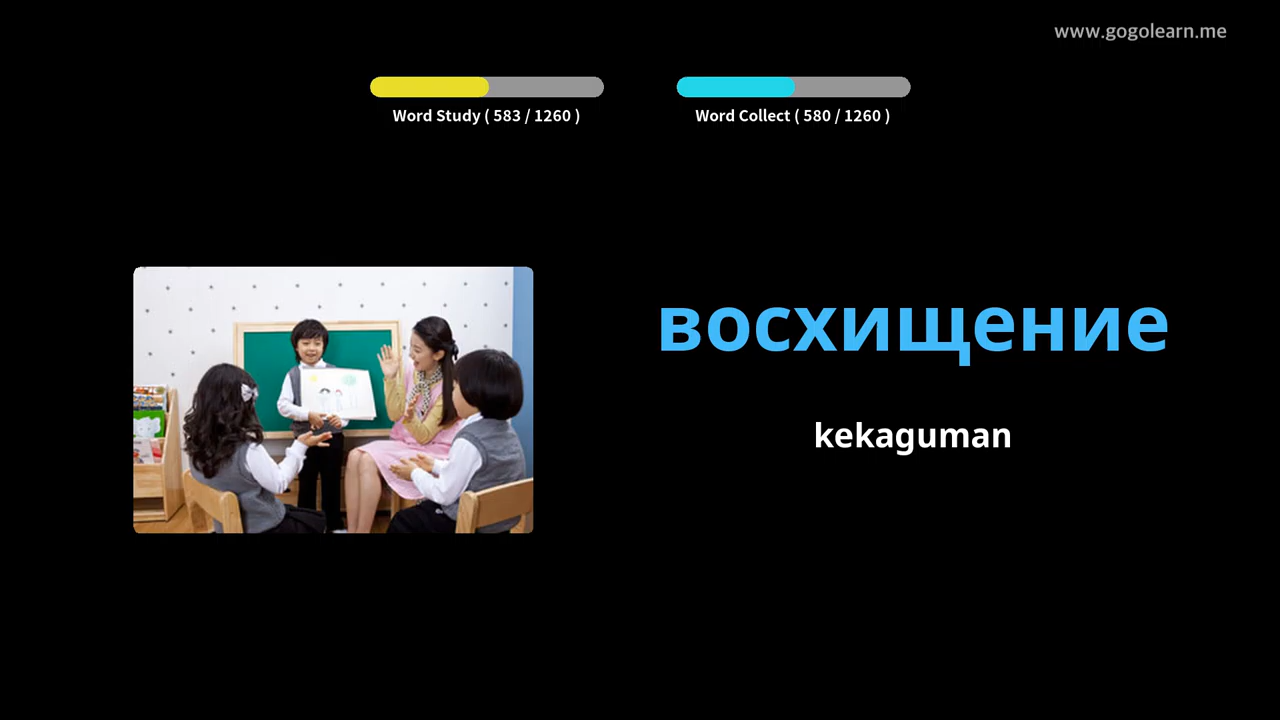 www.gogolearn.me
Word Study ( 583 / 1260 )
Word Collect ( 580 / 1260 )
восхищение
kekaguman